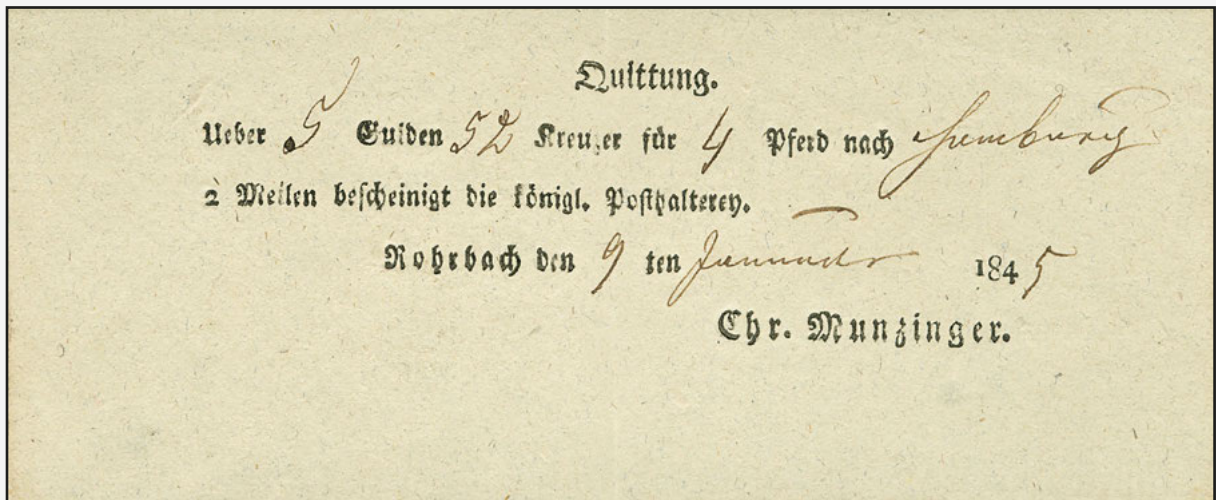 Quittung.
Ueber 5 Gulden 52 Kreuzer für 4 Pferd nach Homburg
2 Meilen bescheinigt die königl. Posthalterey.
Rohrbach den 9 ten Januar 1845
Chr. Munzinger.